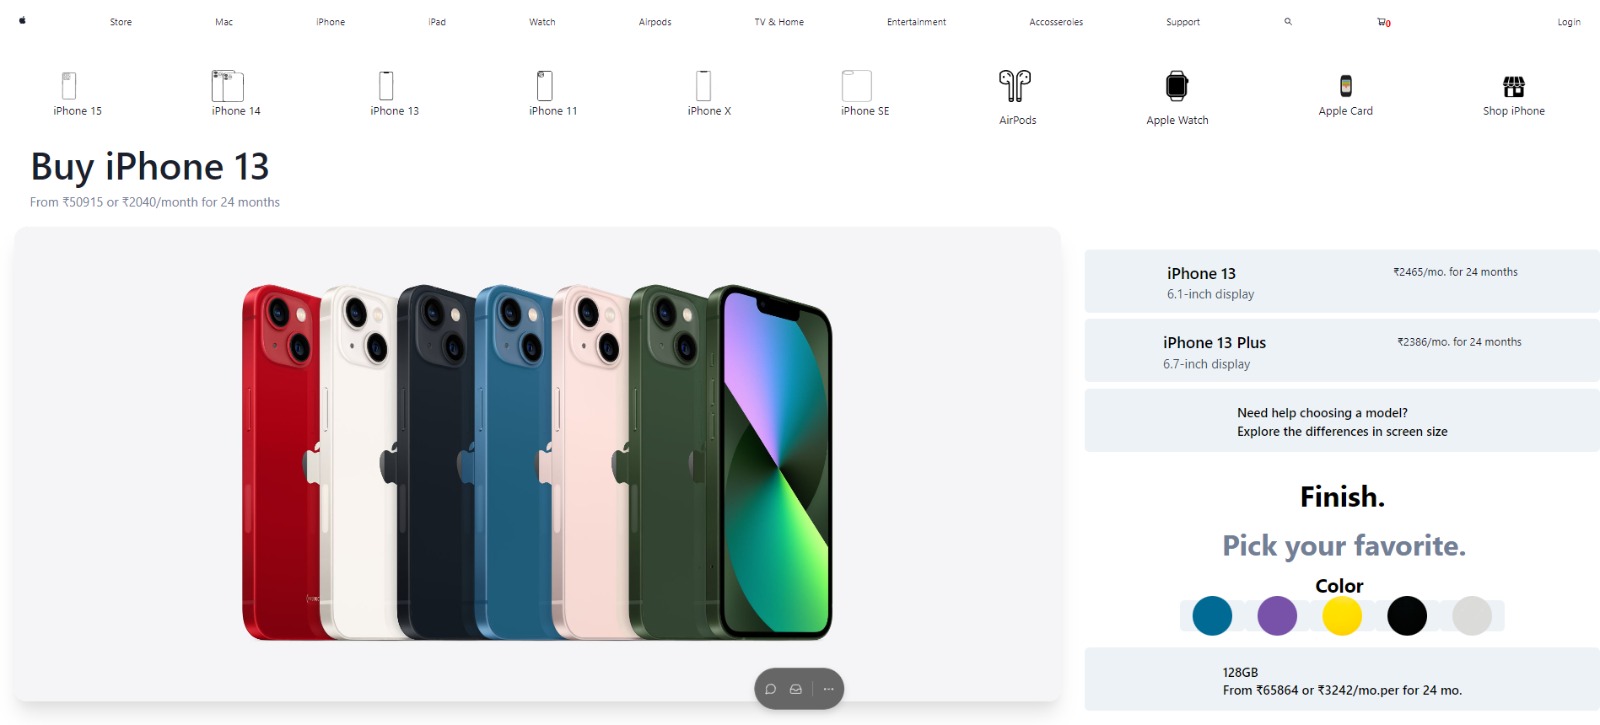 Store Mac iPhone iPad Watch Airpods TV & Home Entertainment Accosseroies Support 0 Login
iPhone 15 iPhone 14 iPhone 13 iPhone 11 iPhone X iPhone SE AirPods Apple Watch Apple Card Shop iPhone
Buy iPhone 13
From ₹50915 or ₹2040/month for 24 months
iPhone 13 ₹2465/mo. for 24 months
6.1-inch display
iPhone 13 Plus ₹2386/mo. for 24 months
6.7-inch display
Need help choosing a model?
Explore the differences in screen size
Finish.
Pick your favorite.
Color
128GB
From ₹65864 or ₹3242/mo.per for 24 mo.